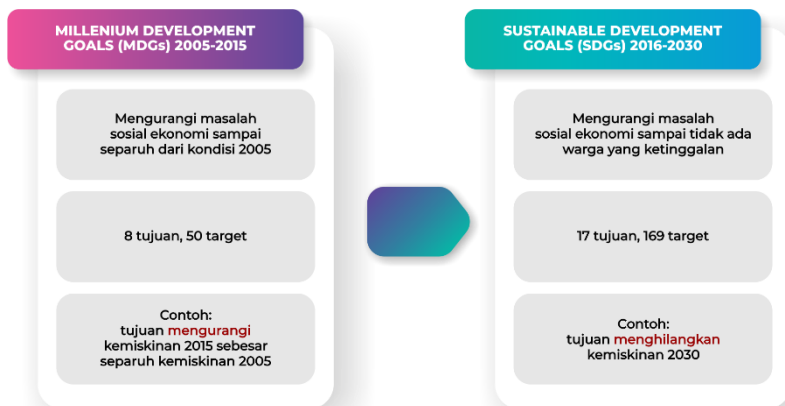 MILLENIUM DEVELOPMENT
GOALS (MDGs) 2005-2015
Mengurangi masalah
sosial ekonomi sampai
separuh dari kondisi 2005
8 tujuan, 50 target
Contoh:
tujuan mengurangi
kemiskinan 2015 sebesar
separuh kemiskinan 2005
SUSTAINABLE DEVELOPMENT
GOALS (SDGs) 2016-2030
Mengurangi masalah
sosial ekonomi sampai tidak ada
warga yang ketinggalan
17 tujuan, 169 target
Contoh:
tujuan menghilangkan
kemiskinan 2030